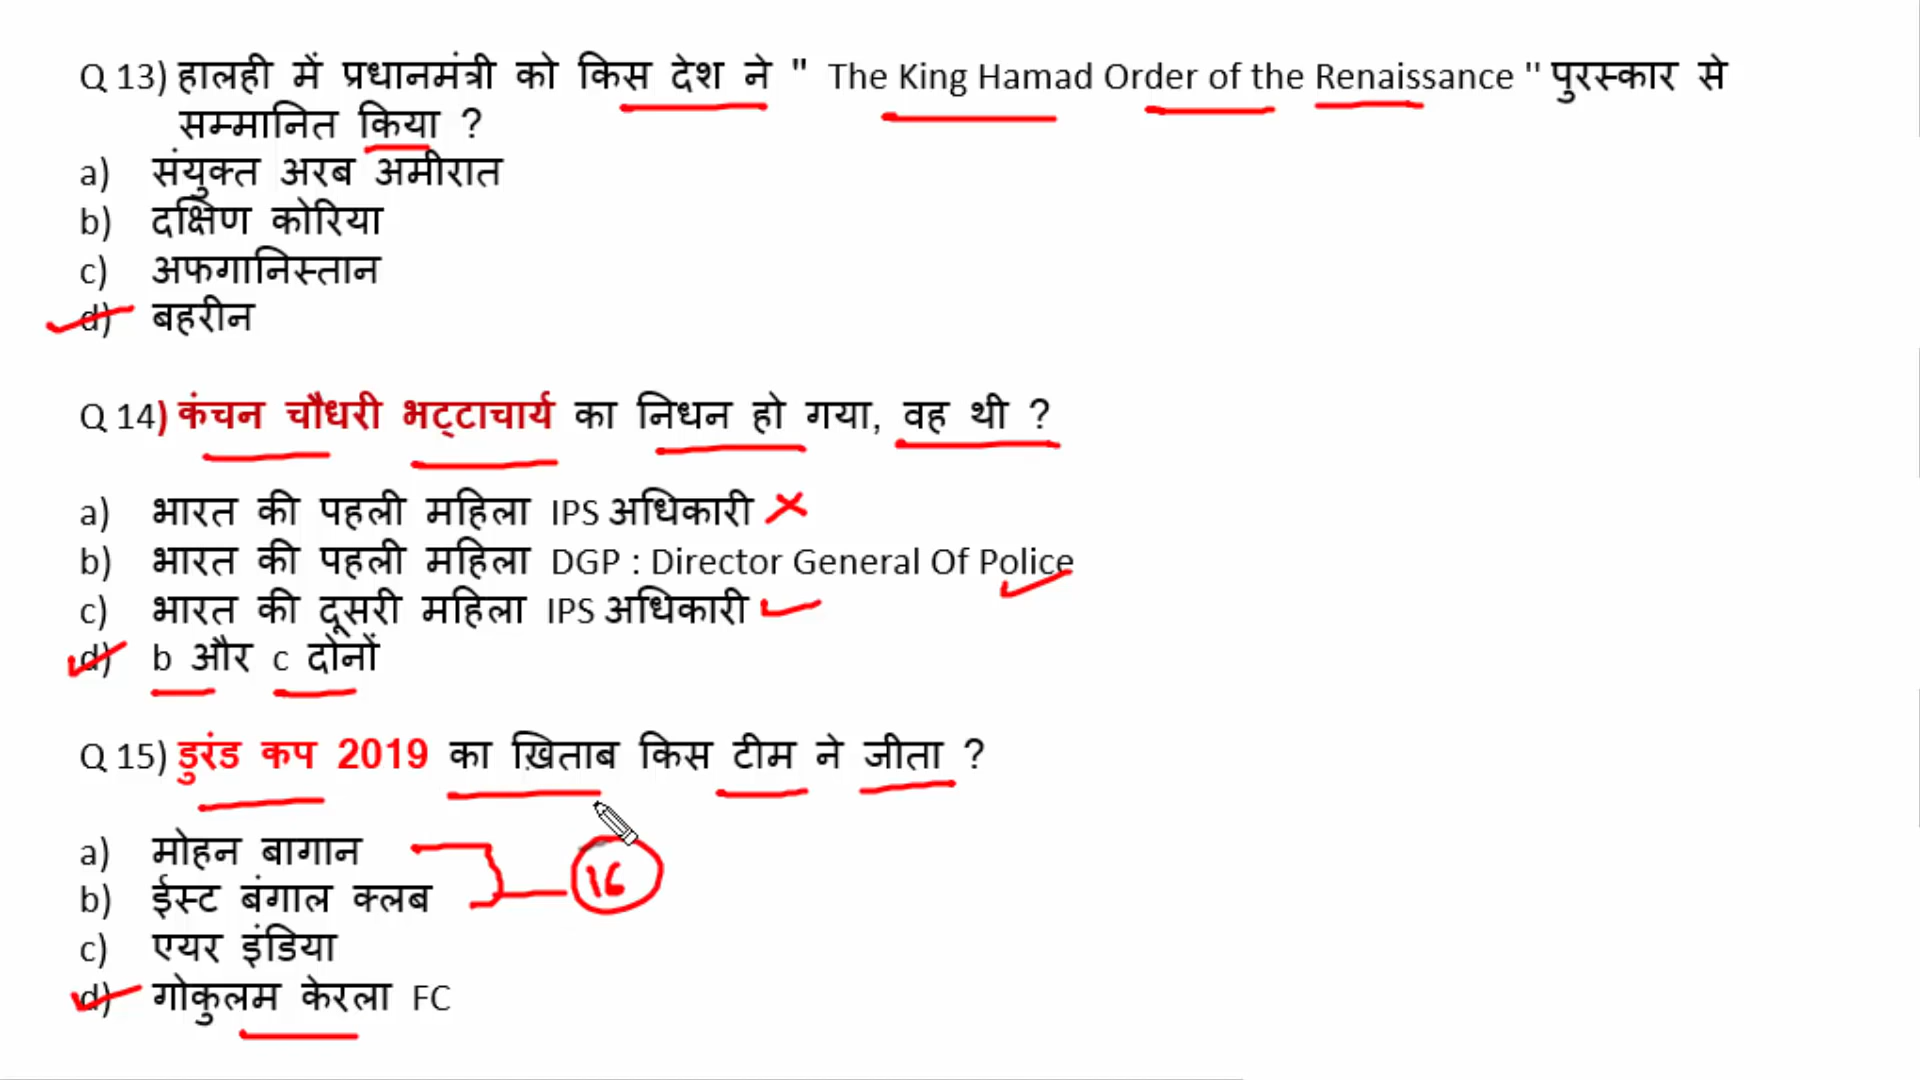 Q 13) हालही में प्रधानमंत्री को किस देश ने " The King Hamad Order of the Renaissance " पुरस्कार से
सम्मानित किया ?
a) संयुक्त अरब अमीरात
b) दक्षिण कोरिया
c) अफगानिस्तान
d) बहरीन
Q 14) कंचन चौधरी भट्टाचार्य का निधन हो गया, वह थी ?
a) भारत की पहली महिला IPS अधिकारी
b) भारत की पहली महिला DGP : Director General Of Police
c) भारत की दूसरी महिला IPS अधिकारी
d) b और c दोनों
Q 15) डुरंड कप 2019 का ख़िताब किस टीम ने जीता ?
a) मोहन बागान
b) ईस्ट बंगाल क्लब
16
c) एयर इंडिया
d) गोकुलम केरला FC